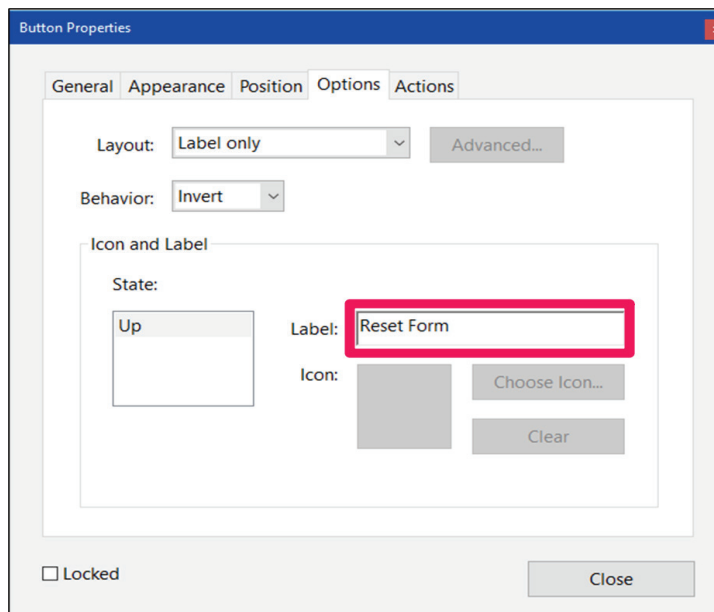 Button Properties
General Appearance Position Options Actions
Layout: Label only Advanced...
Behavior: Invert
Icon and Label
State:
Up
Label: Reset Form
Icon: Choose Icon...
Clear
Locked
Close